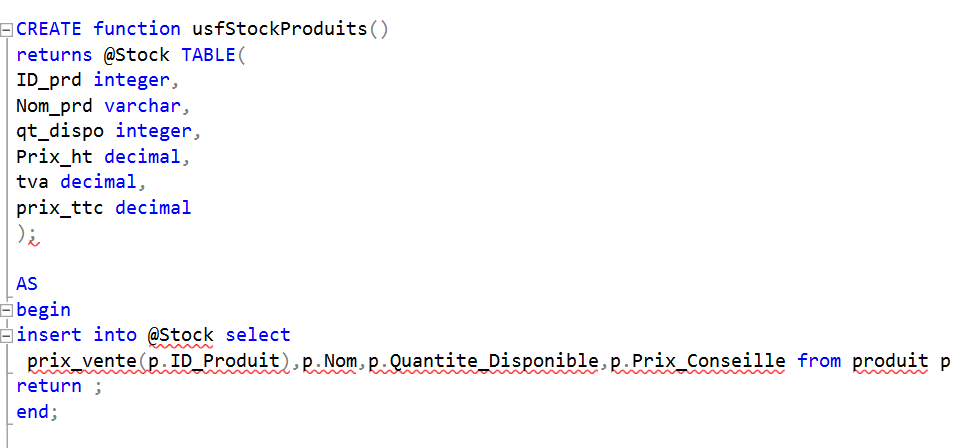 CREATE function usfStockProduits()
returns @Stock TABLE(
ID_prd integer,
Nom_prd varchar,
qt_dispo integer,
Prix_ht decimal,
tva decimal,
prix_ttc decimal
);
AS
begin
insert into @Stock select
prix_vente(p.ID_Produit),p.Nom,p.Quantite_Disponible,p.Prix_Conseille from produit p
return ;
end;